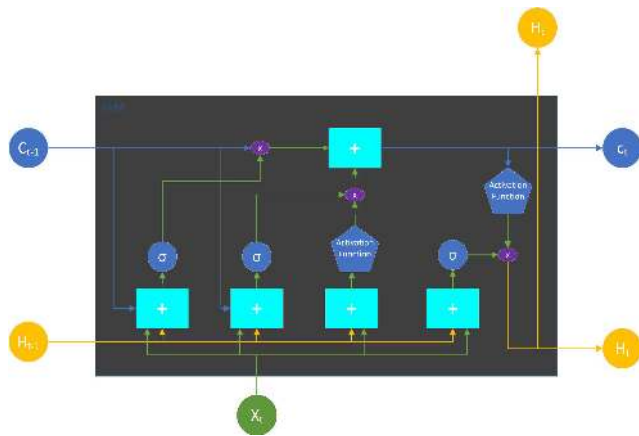 Hₜ
Cₜ₋₁
x
+
cₜ
Activation
Function
x
σ
σ
Activation
Function
σ
x
+
+
+
+
Hₜ₋₁
Hₜ
Xₜ